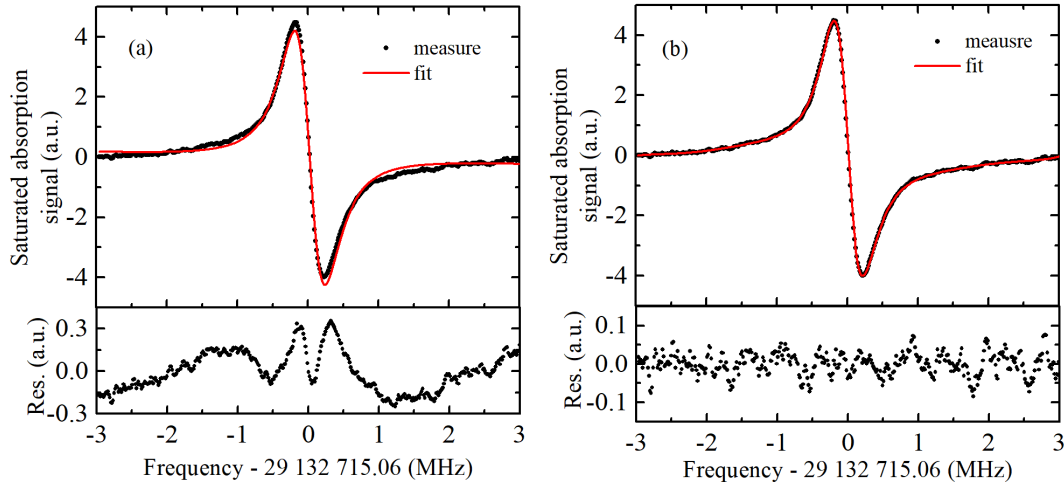 (a)
measure
fit
Saturated absorption
signal (a.u.)
4
2
0
-2
-4
Res. (a.u.)
0.3
0.0
-0.3
-3 -2 -1 0 1 2 3
Frequency - 29 132 715.06 (MHz)
(b)
meausre
fit
Saturated absorption
signal (a.u.)
4
2
0
-2
-4
Res. (a.u.)
0.1
0.0
-0.1
-3 -2 -1 0 1 2 3
Frequency - 29 132 715.06 (MHz)